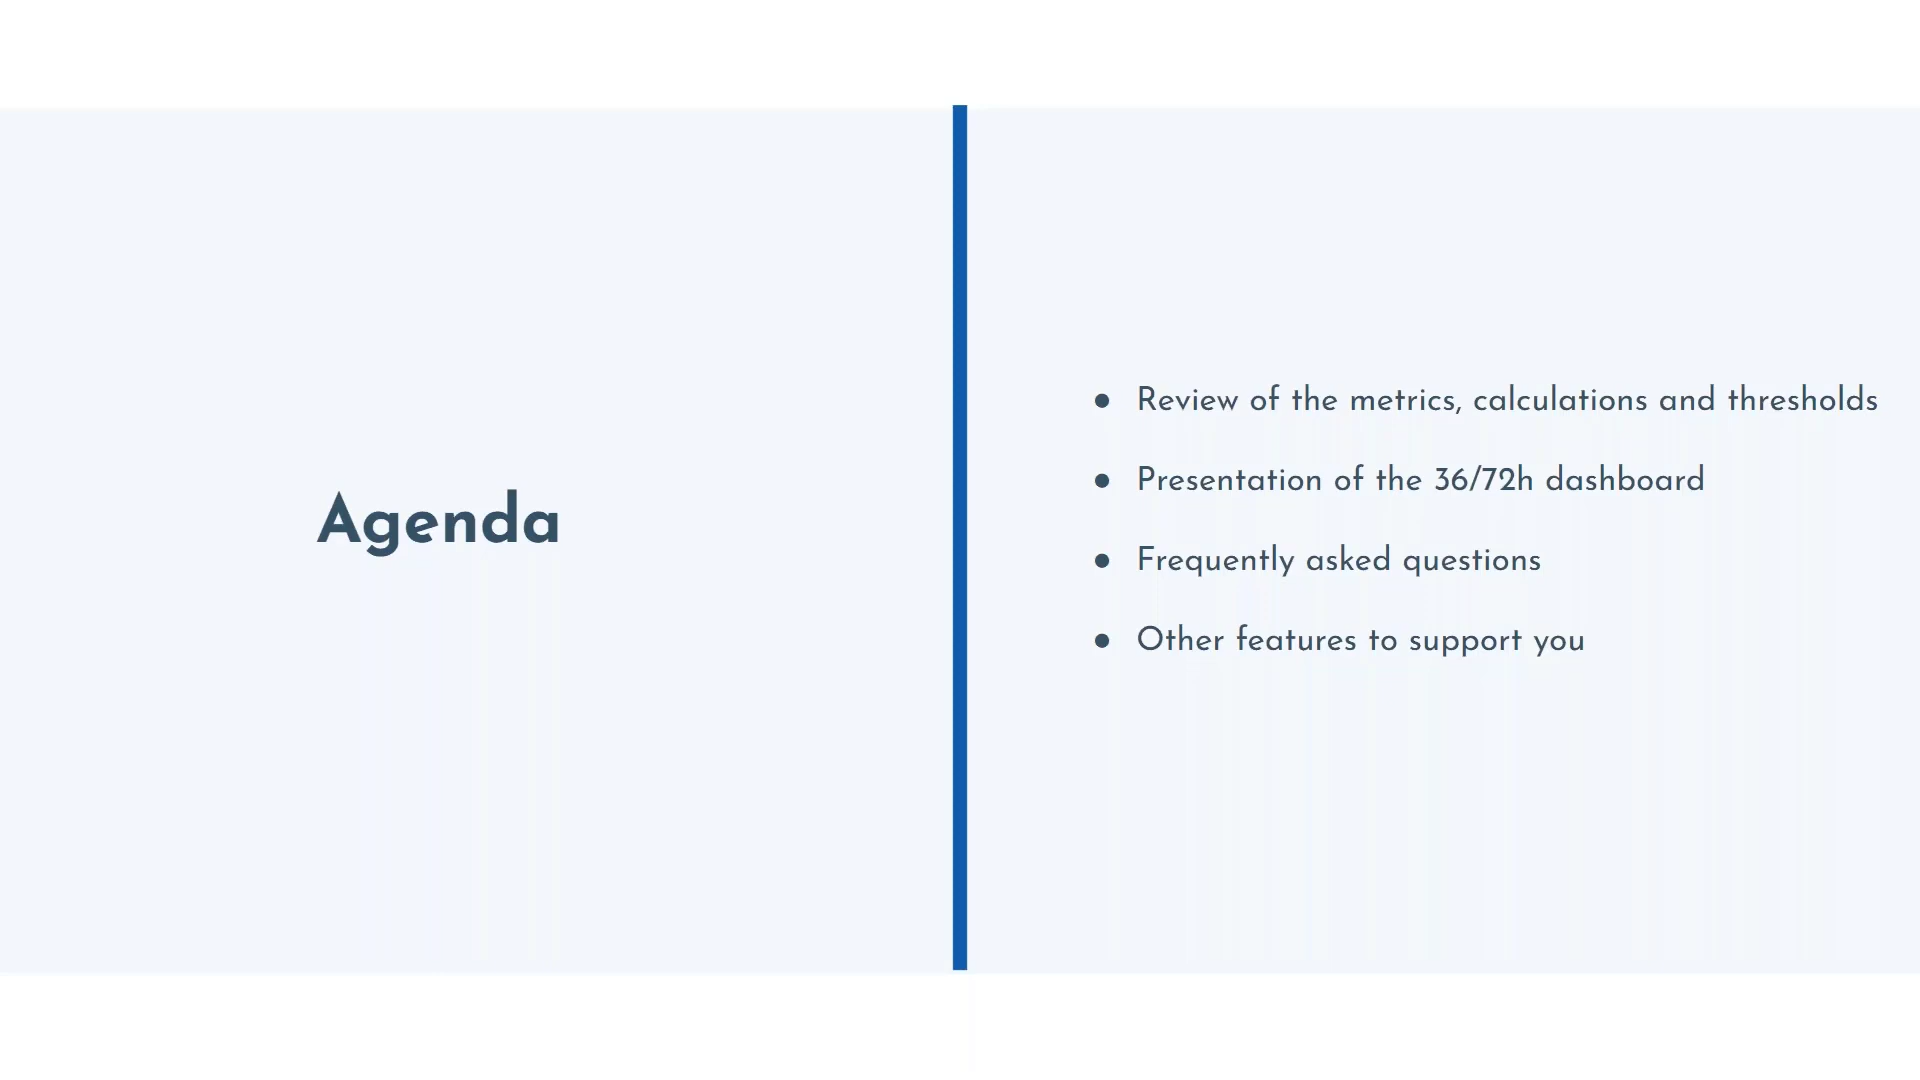 Agenda
● Review of the metrics, calculations and thresholds
● Presentation of the 36/72h dashboard
● Frequently asked questions
● Other features to support you